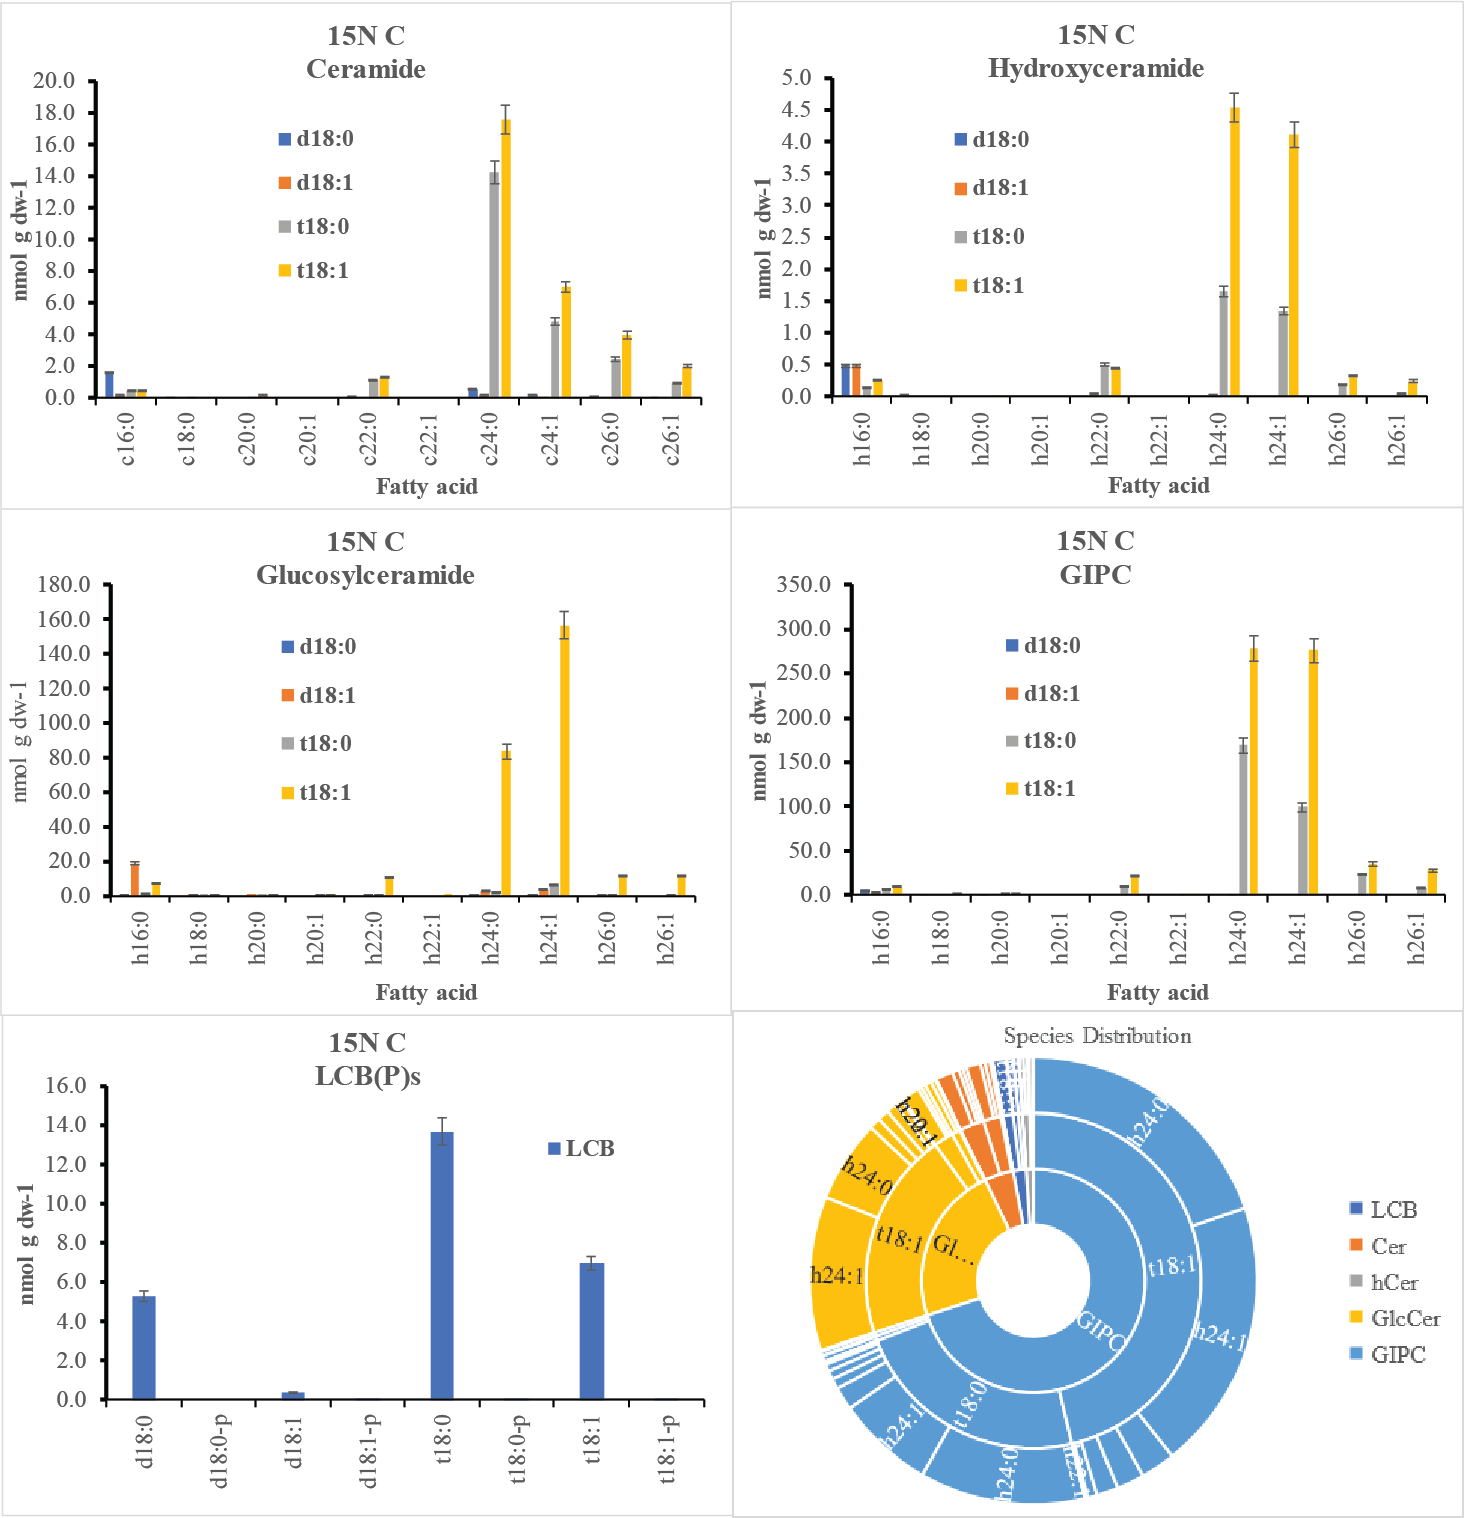 15N C
Ceramide
20.0
18.0
16.0
14.0
12.0
10.0
8.0
6.0
4.0
2.0
0.0
nmol g dw-1
d18:0
d18:1
t18:0
t18:1
c16:0
c18:0
c20:0
c20:1
c22:0
c22:1
c24:0
c24:1
c26:0
c26:1
Fatty acid
15N C
Hydroxyceramide
5.0
4.5
4.0
3.5
3.0
2.5
2.0
1.5
1.0
0.5
0.0
nmol g dw-1
d18:0
d18:1
t18:0
t18:1
h16:0
h18:0
h20:0
h20:1
h22:0
h22:1
h24:0
h24:1
h26:0
h26:1
Fatty acid
15N C
Glucosylceramide
180.0
160.0
140.0
120.0
100.0
80.0
60.0
40.0
20.0
0.0
nmol g dw-1
d18:0
d18:1
t18:0
t18:1
h16:0
h18:0
h20:0
h20:1
h22:0
h22:1
h24:0
h24:1
h26:0
h26:1
Fatty acid
15N C
GIPC
350.0
300.0
250.0
200.0
150.0
100.0
50.0
0.0
nmol g dw-1
d18:0
d18:1
t18:0
t18:1
h16:0
h18:0
h20:0
h20:1
h22:0
h22:1
h24:0
h24:1
h26:0
h26:1
Fatty acid
15N C
LCB(P)s
16.0
14.0
12.0
10.0
8.0
6.0
4.0
2.0
0.0
nmol g dw-1
LCB
d18:0
d18:0-p
d18:1
d18:1-p
t18:0
t18:0-p
t18:1
t18:1-p
Species Distribution
h24:0
t18:1
h24:1
GIPC
t18:0
h24:0
h24:1
Gl...
t18:1
h24:1
h24:0
h20:1
LCB
Cer
hCer
GlcCer
GIPC